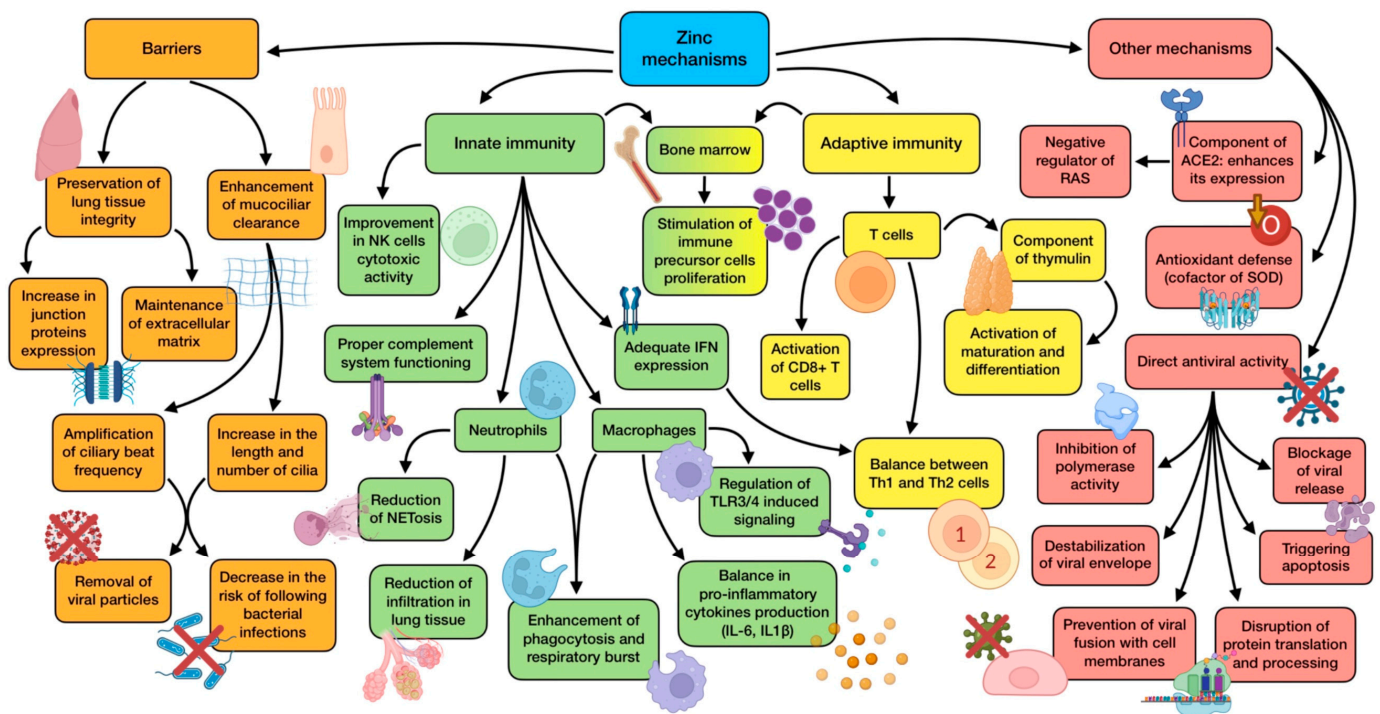 Zinc
mechanisms
Barriers
Preservation of
lung tissue
integrity
Enhancement
of mucociliar
clearance
Increase in
junction
proteins
expression
Maintenance
of extracellular
matrix
Amplification
of ciliary beat
frequency
Increase in the
length and
number of cilia
Removal of
viral particles
Decrease in the
risk of following
bacterial
infections
Innate immunity
Improvement
in NK cells
cytotoxic
activity
Proper complement
system functioning
Neutrophils
Macrophages
Adequate IFN
expression
Reduction
of NETosis
Reduction of
infiltration in
lung tissue
Enhancement of
phagocytosis and
respiratory burst
Regulation of
TLR3/4 induced
signaling
Balance in
pro-inflammatory
cytokines production
(IL-6, IL1β)
Bone marrow
Stimulation of
immune
precursor cells
proliferation
Adaptive immunity
T cells
Component
of thymulin
Activation
of CD8+ T
cells
Activation of
maturation and
differentiation
Balance between
Th1 and Th2 cells
1
2
Other mechanisms
Negative
regulator of
RAS
Component of
ACE2: enhances
its expression
O
Antioxidant defense
(cofactor of SOD)
Direct antiviral activity
Inhibition of
polymerase
activity
Blockage
of viral
release
Destabilization
of viral envelope
Triggering
apoptosis
Prevention of viral
fusion with cell
membranes
Disruption of
protein translation
and processing